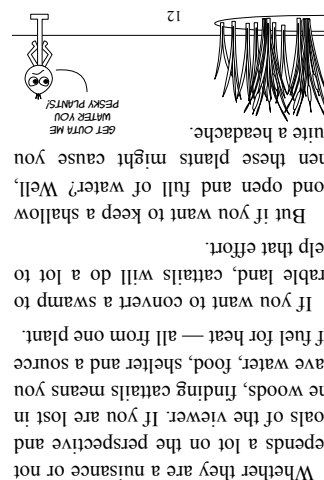 Whether they are a nuisance or not
epends a lot on the perspective and
oals of the viewer. If you are lost in
he woods, finding cattails means you
ave water, food, shelter and a source
f fuel for heat — all from one plant.
If you want to convert a swamp to
rable land, cattails will do a lot to
elp that effort.
But if you want to keep a shallow
ond open and full of water? Well,
hen these plants might cause you
uite a headache.
GET OUTA ME
WATER YOU
PESKY PLANTS!
12